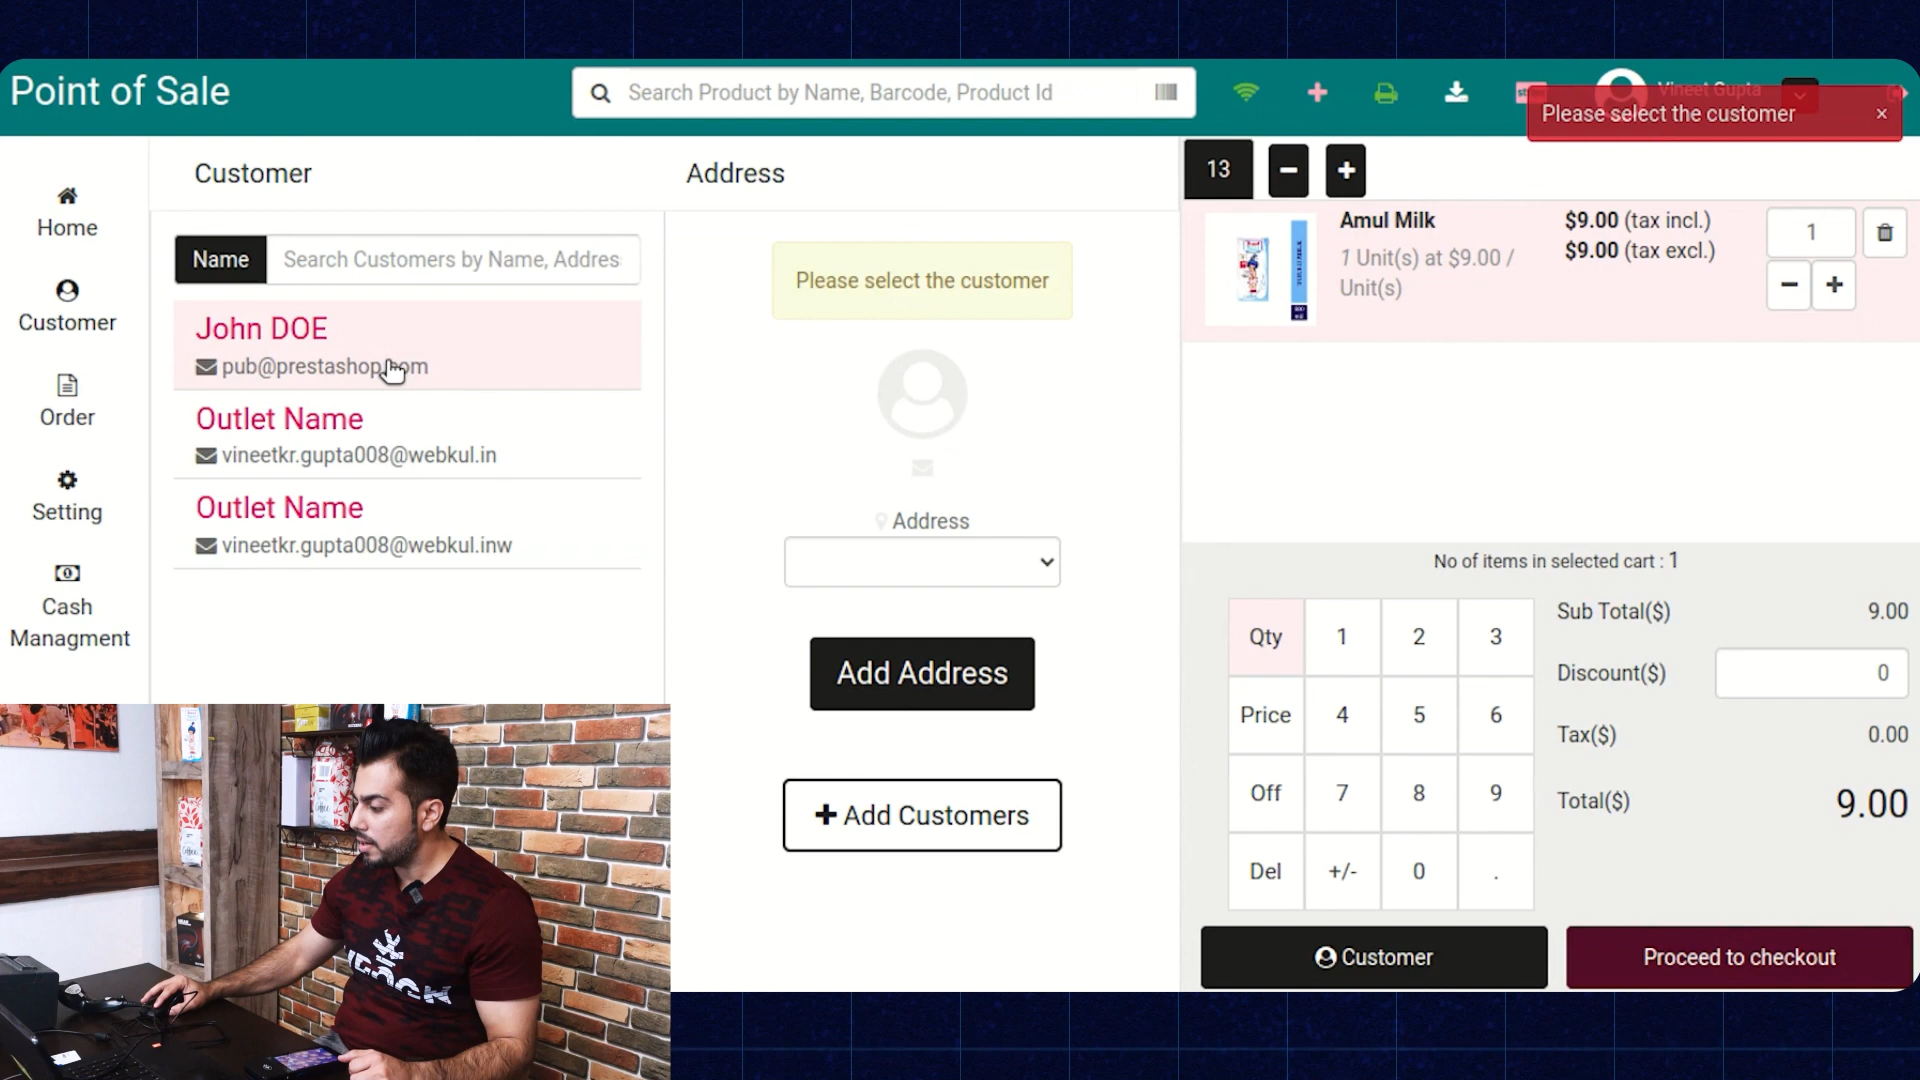 Point of Sale
Search Product by Name, Barcode, Product Id
Vineet Gupta
Please select the customer ×
Home
Customer
Order
Setting
Cash
Managment
Customer
Name
Search Customers by Name, Addres
John DOE
pub@prestashop.com
Outlet Name
vineetkr.gupta008@webkul.in
Outlet Name
vineetkr.gupta008@webkul.inw
Address
Please select the customer
Address
Add Address
Add Customers
13
Amul Milk
1 Unit(s) at $9.00 /
Unit(s)
$9.00 (tax incl.)
$9.00 (tax excl.)
1
No of items in selected cart : 1
Qty 1 2 3
Price 4 5 6
Off 7 8 9
Del +/- 0 .
Sub Total($) 9.00
Discount($) 0
Tax($) 0.00
Total($) 9.00
Customer
Proceed to checkout